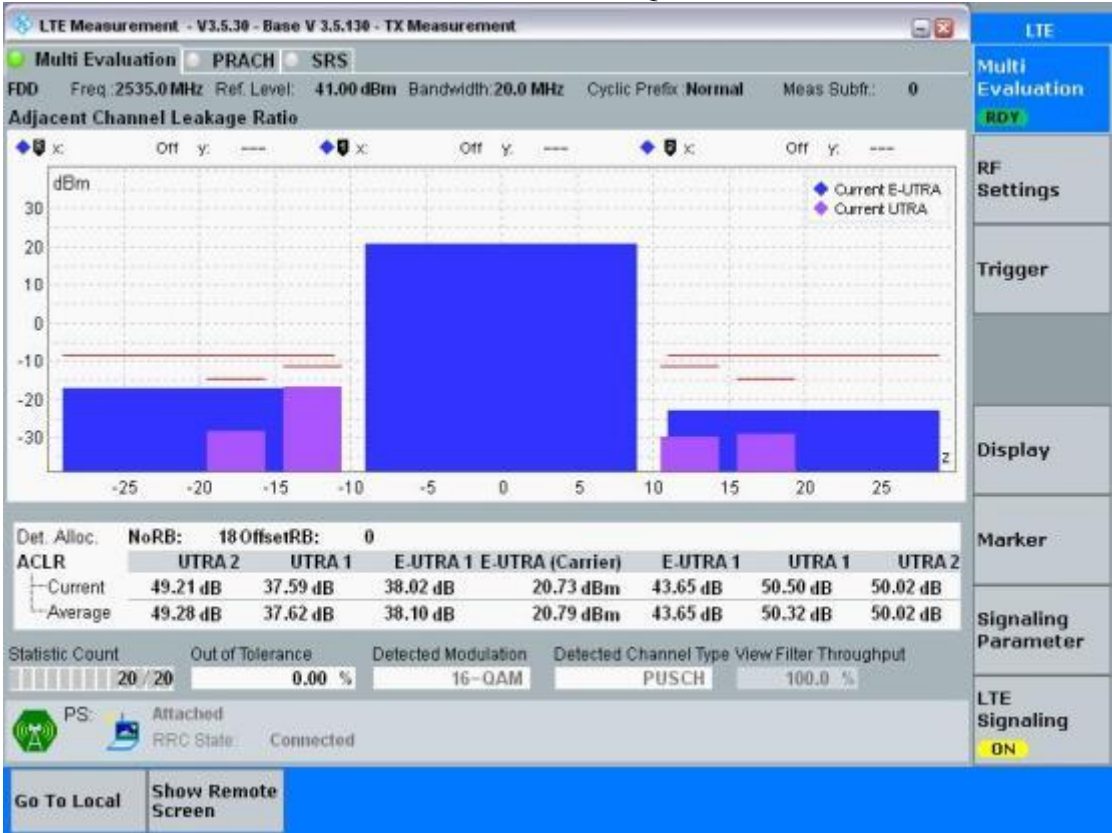 LTE Measurement - V3.5.30 - Base V 3.5.130 - TX Measurement
LTE
Multi Evaluation PRACH SRS
Multi
Evaluation
RDY
FDD Freq.:2535.0 MHz Ref. Level: 41.00 dBm Bandwidth:20.0 MHz Cyclic Prefix:Normal Meas Subfr.: 0
Adjacent Channel Leakage Ratio
x: Off y: --- x: Off y: --- x: Off y: ---
dBm
Current E-UTRA
Current UTRA
30
20
10
0
-10
-20
-30
z
-25 -20 -15 -10 -5 0 5 10 15 20 25
RF
Settings
Trigger
Display
Marker
Signaling
Parameter
LTE
Signaling
ON
Det. Alloc. NoRB: 18 OffsetRB: 0
ACLR UTRA 2 UTRA 1 E-UTRA 1 E-UTRA (Carrier) E-UTRA 1 UTRA 1 UTRA 2
Current 49.21 dB 37.59 dB 38.02 dB 20.73 dBm 43.65 dB 50.50 dB 50.02 dB
Average 49.28 dB 37.62 dB 38.10 dB 20.79 dBm 43.65 dB 50.32 dB 50.02 dB
Statistic Count Out of Tolerance Detected Modulation Detected Channel Type View Filter Throughput
20 / 20 0.00 % 16-QAM PUSCH 100.0 %
PS: Attached
RRC State: Connected
Go To Local
Show Remote
Screen